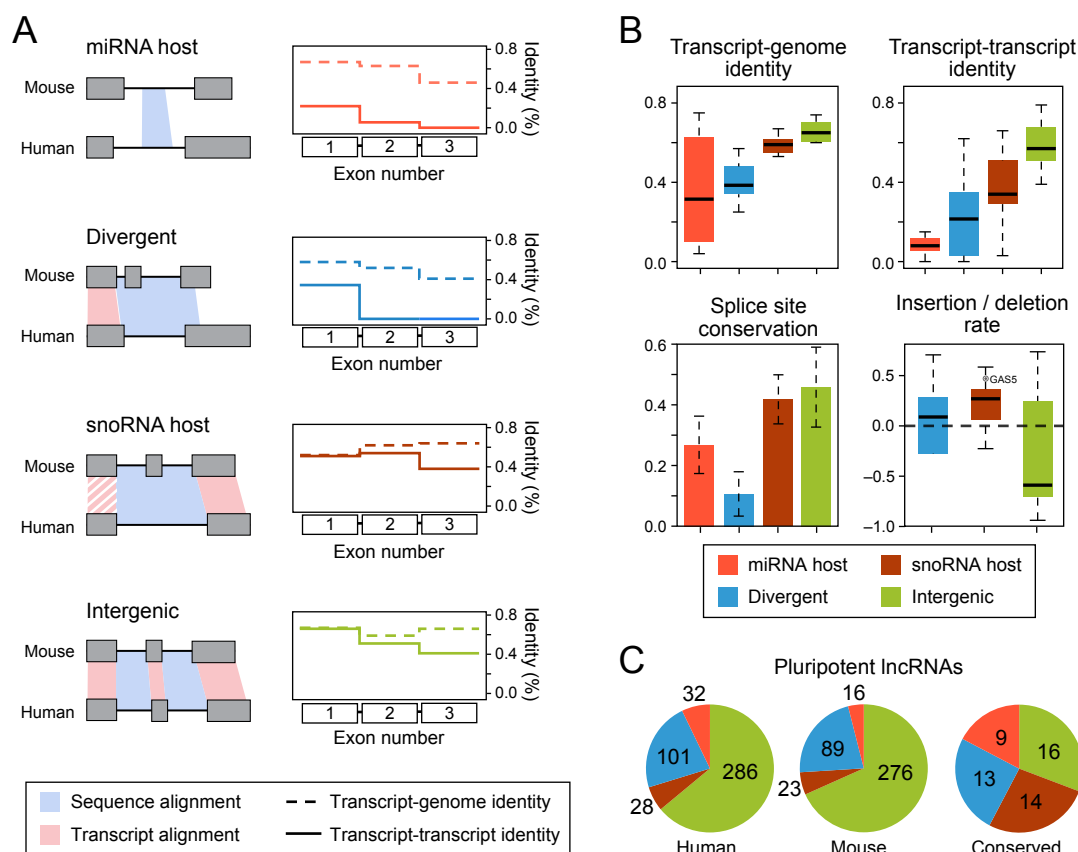 A
miRNA host
Mouse
Human
0.8
0.4
0.0
Identity (%)
1 2 3
Exon number
Divergent
Mouse
Human
0.8
0.4
0.0
Identity (%)
1 2 3
Exon number
snoRNA host
Mouse
Human
0.8
0.4
0.0
Identity (%)
1 2 3
Exon number
Intergenic
Mouse
Human
0.8
0.4
0.0
Identity (%)
1 2 3
Exon number
Sequence alignment
Transcript alignment
Transcript-genome identity
Transcript-transcript identity
B
Transcript-genome
identity
0.8
0.4
0.0
Transcript-transcript
identity
0.8
0.4
0.0
Splice site
conservation
0.6
0.4
0.2
0.0
Insertion / deletion
rate
GAS5
0.5
0.0
–0.5
–1.0
miRNA host
snoRNA host
Divergent
Intergenic
C
Pluripotent lncRNAs
32
101
286
28
Human
16
89
276
23
Mouse
9
16
13
14
Conserved